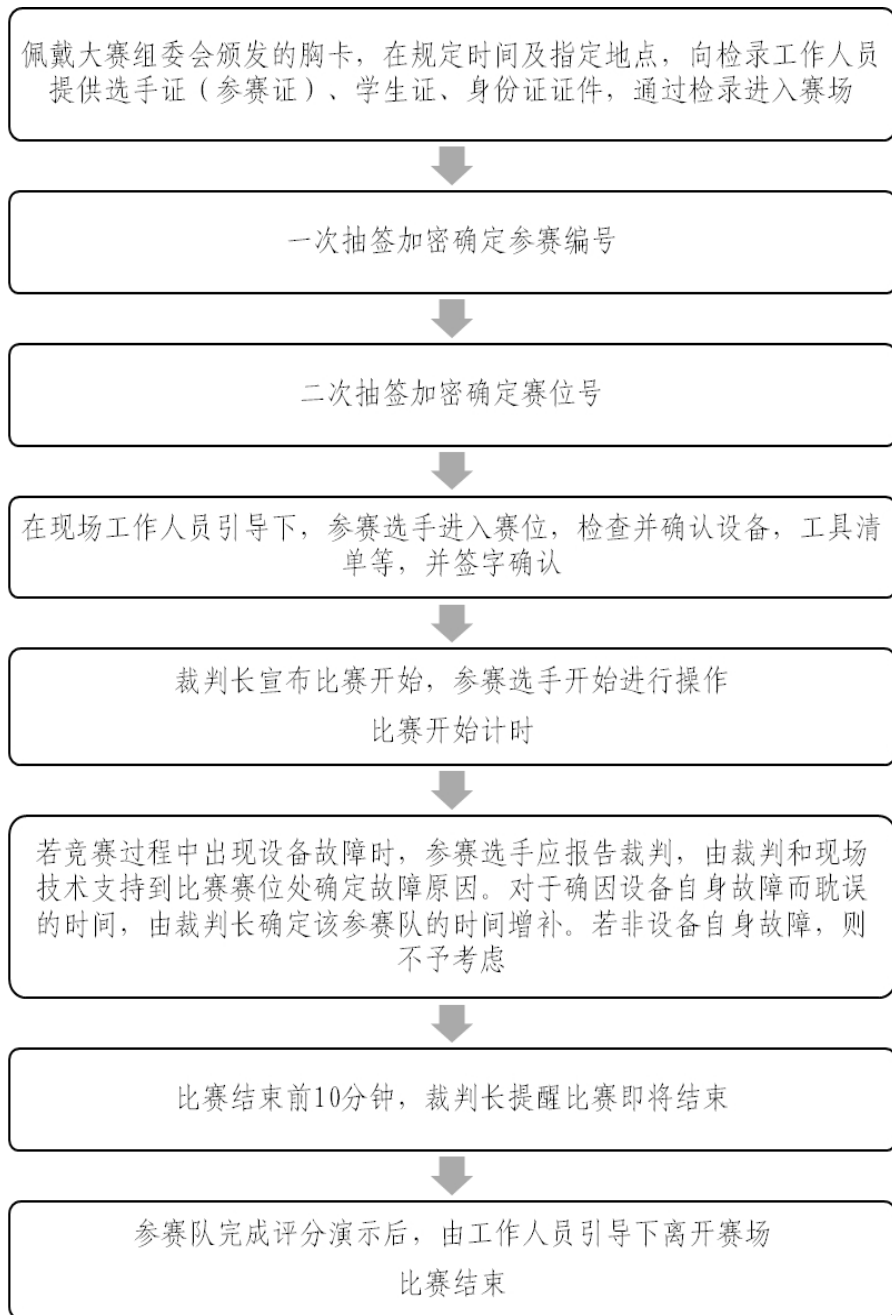 佩戴大赛组委会颁发的胸卡，在规定时间及指定地点，向检录工作人员
提供选手证（参赛证）、学生证、身份证证件，通过检录进入赛场
一次抽签加密确定参赛编号
二次抽签加密确定赛位号
在现场工作人员引导下，参赛选手进入赛位，检查并确认设备，工具清
单等，并签字确认
裁判长宣布比赛开始，参赛选手开始进行操作
比赛开始计时
若竞赛过程中出现设备故障时，参赛选手应报告裁判，由裁判和现场
技术支持到比赛赛位处确定故障原因。对于确因设备自身故障而耽误
的时间，由裁判长确定该参赛队的时间增补。若非设备自身故障，则
不予考虑
比赛结束前10分钟，裁判长提醒比赛即将结束
参赛队完成评分演示后，由工作人员引导下离开赛场
比赛结束